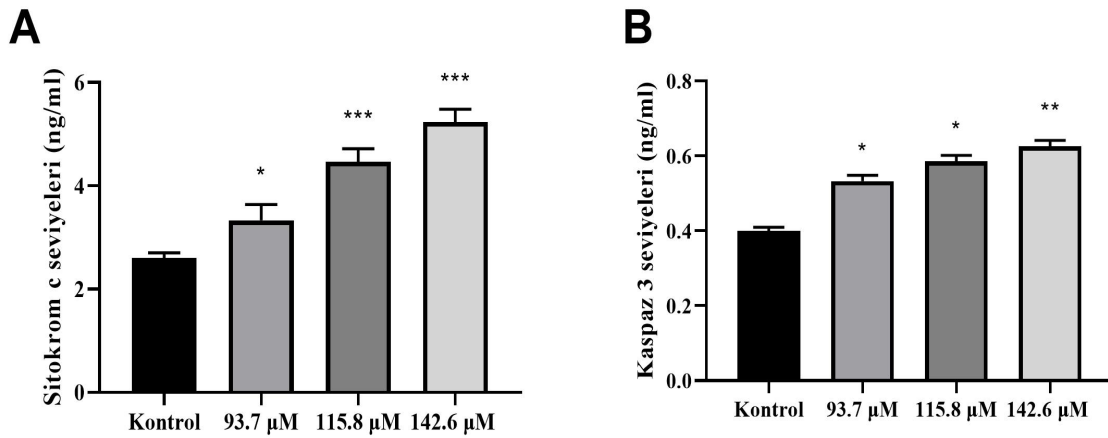 A
Sitokrom c seviyeleri (ng/ml)
6
4
2
0
*
***
***
Kontrol 93.7 µM 115.8 µM 142.6 µM
B
Kaspaz 3 seviyeleri (ng/ml)
0.8
0.6
0.4
0.2
0.0
*
*
**
Kontrol 93.7 µM 115.8 µM 142.6 µM